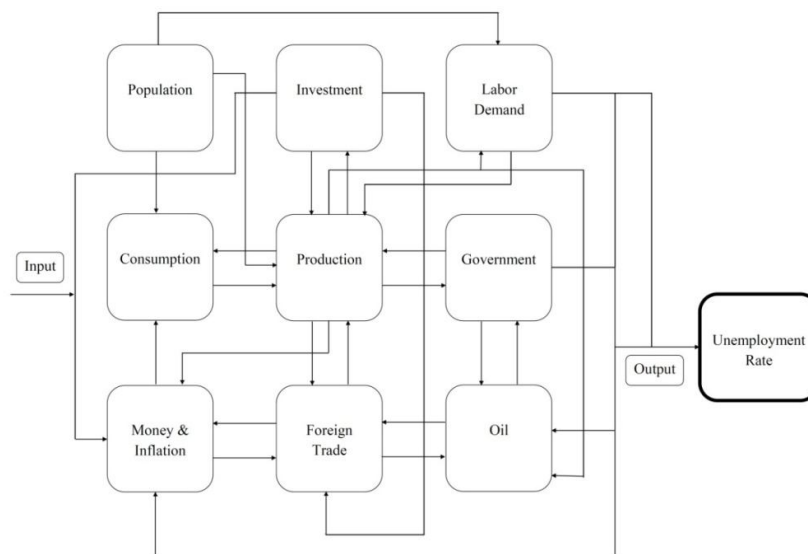 Population
Investment
Labor
Demand
Input
Consumption
Production
Government
Unemployment
Rate
Output
Money &
Inflation
Foreign
Trade
Oil